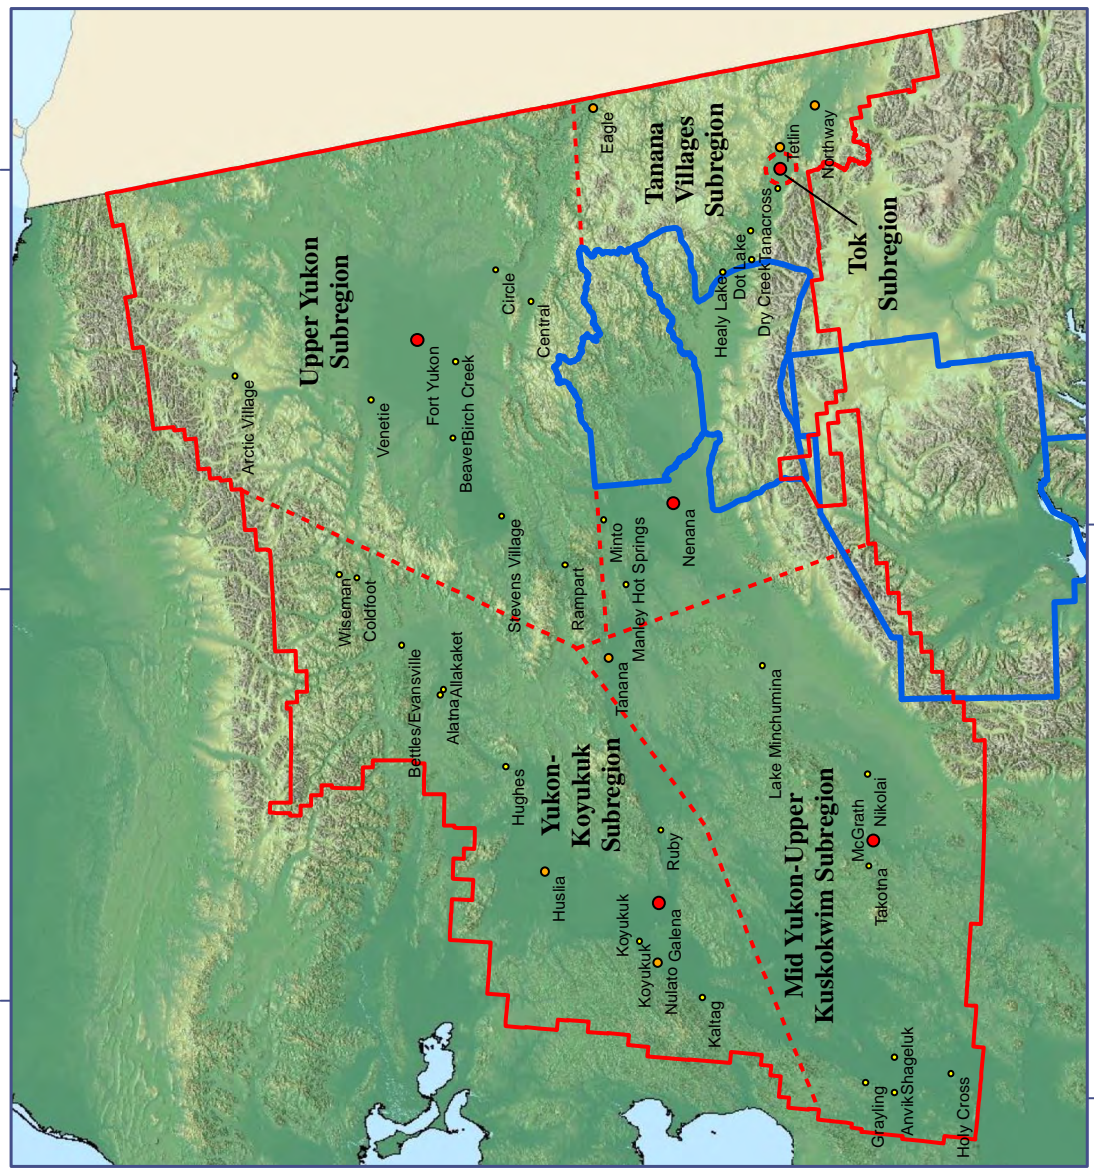 Arctic Village
Upper Yukon
Subregion
Venetie
Fort Yukon
Birch Creek
Beaver
Circle
Central
Stevens Village
Rampart
Wiseman
Coldfoot
Bettles/Evansville
Allakaket
Alatna
Hughes
Yukon-
Koyukuk
Subregion
Huslia
Ruby
Koyukuk
Galena
Koyukuk
Nulato
Kaltag
Eagle
Tanana
Villages
Subregion
Tetlin
Northway
Tanacross
Dot Lake
Dry Creek
Healy Lake
Tok
Subregion
Minto
Manley Hot Springs
Nenana
Tanana
Lake Minchumina
Mid Yukon-Upper
Kuskokwim Subregion
Nikolai
McGrath
Takotna
Shageluk
Grayling
Anvik
Holy Cross